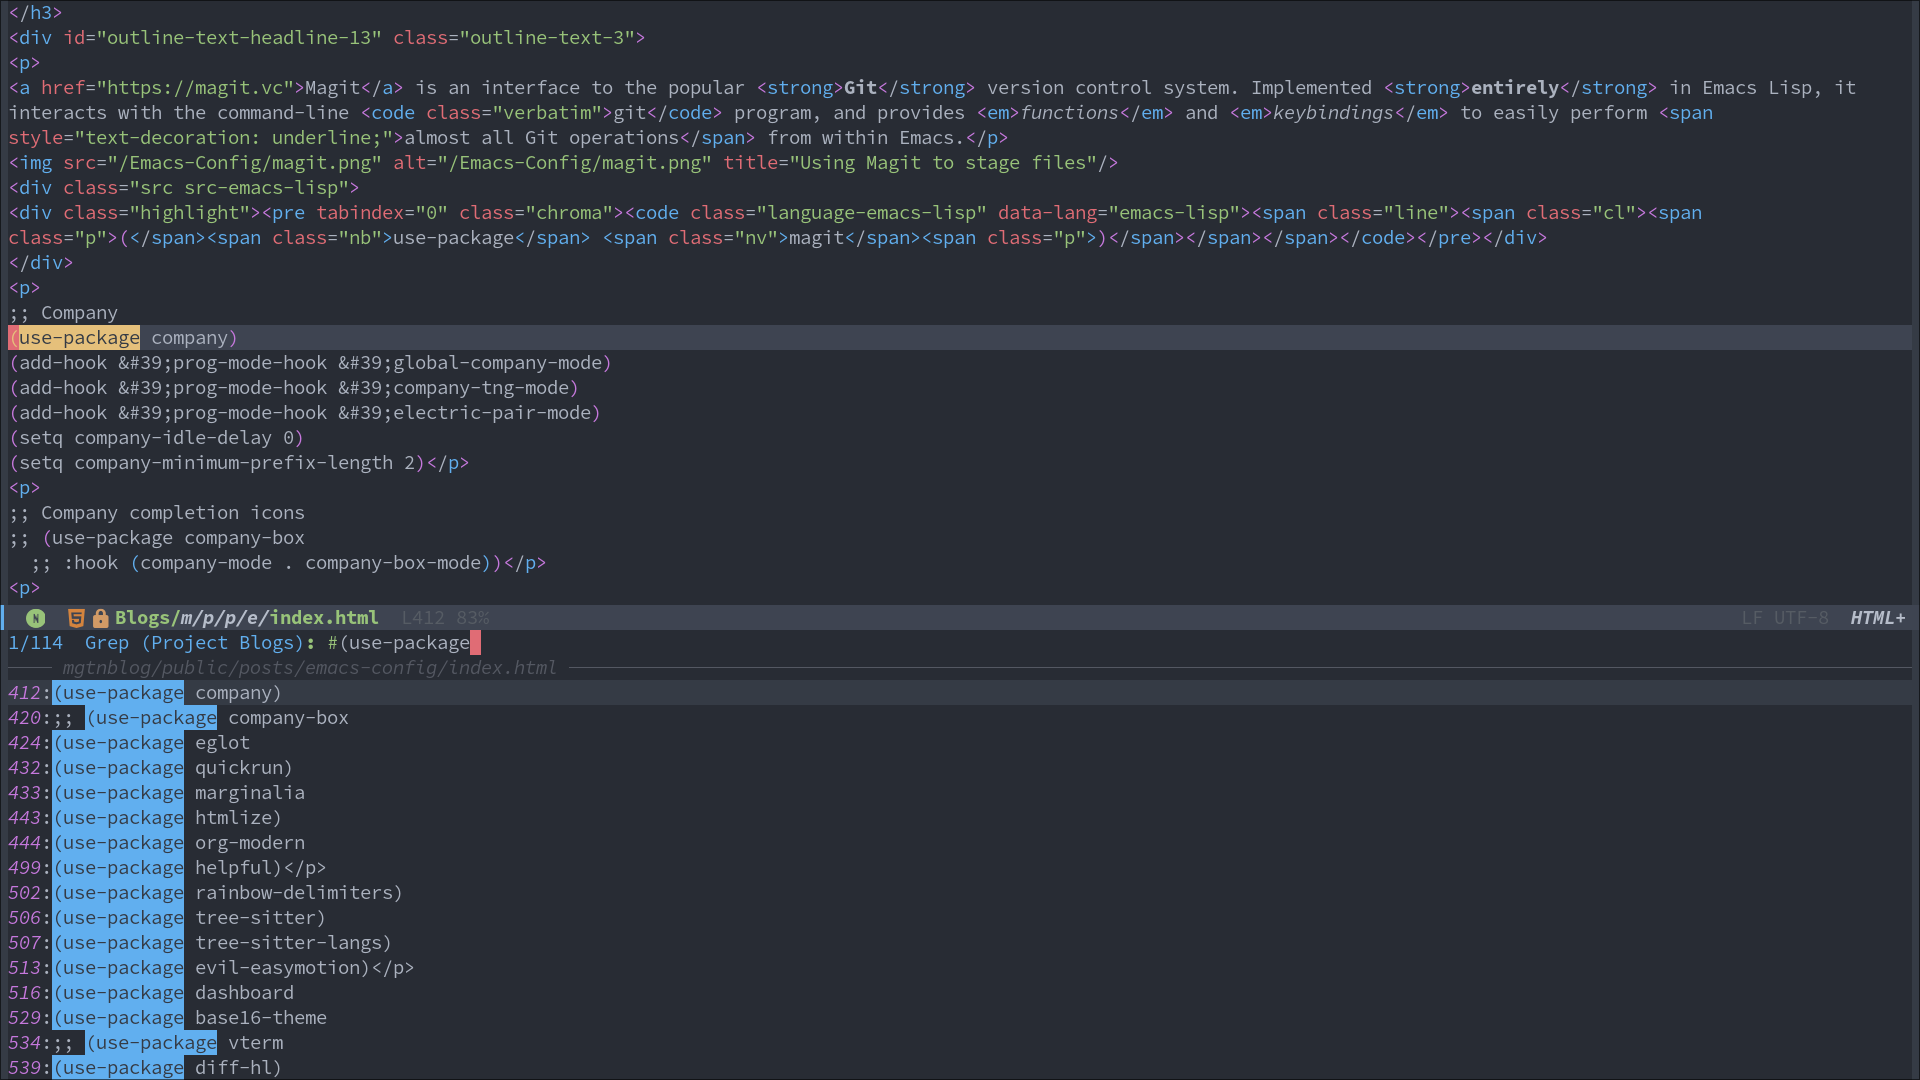 </h3>
<div id="outline-text-headline-13" class="outline-text-3">
<p>
<a href="https://magit.vc">Magit</a> is an interface to the popular <strong>Git</strong> version control system. Implemented <strong>entirely</strong> in Emacs Lisp, it
interacts with the command-line <code class="verbatim">git</code> program, and provides <em>functions</em> and <em>keybindings</em> to easily perform <span
style="text-decoration: underline;">almost all Git operations</span> from within Emacs.</p>
<img src="/Emacs-Config/magit.png" alt="/Emacs-Config/magit.png" title="Using Magit to stage files"/>
<div class="src src-emacs-lisp">
<div class="highlight"><pre tabindex="0" class="chroma"><code class="language-emacs-lisp" data-lang="emacs-lisp"><span class="line"><span class="cl"><span
class="p">(</span><span class="nb">use-package</span> <span class="nv">magit</span><span class="p">)</span></span></span></code></pre></div>
</div>
<p>
;; Company
(use-package company)
(add-hook &#39;prog-mode-hook &#39;global-company-mode)
(add-hook &#39;prog-mode-hook &#39;company-tng-mode)
(add-hook &#39;prog-mode-hook &#39;electric-pair-mode)
(setq company-idle-delay 0)
(setq company-minimum-prefix-length 2)</p>
<p>
;; Company completion icons
;; (use-package company-box
  ;; :hook (company-mode . company-box-mode))</p>
<p>
N 5 Blogs/m/p/p/e/index.html L412 83% LF UTF-8 HTML+
1/114 Grep (Project Blogs): #(use-package
mgtnblog/public/posts/emacs-config/index.html
412:(use-package company)
420:;; (use-package company-box
424:(use-package eglot
432:(use-package quickrun)
433:(use-package marginalia
443:(use-package htmlize)
444:(use-package org-modern
499:(use-package helpful)</p>
502:(use-package rainbow-delimiters)
506:(use-package tree-sitter)
507:(use-package tree-sitter-langs)
513:(use-package evil-easymotion)</p>
516:(use-package dashboard
529:(use-package base16-theme
534:;; (use-package vterm
539:(use-package diff-hl)